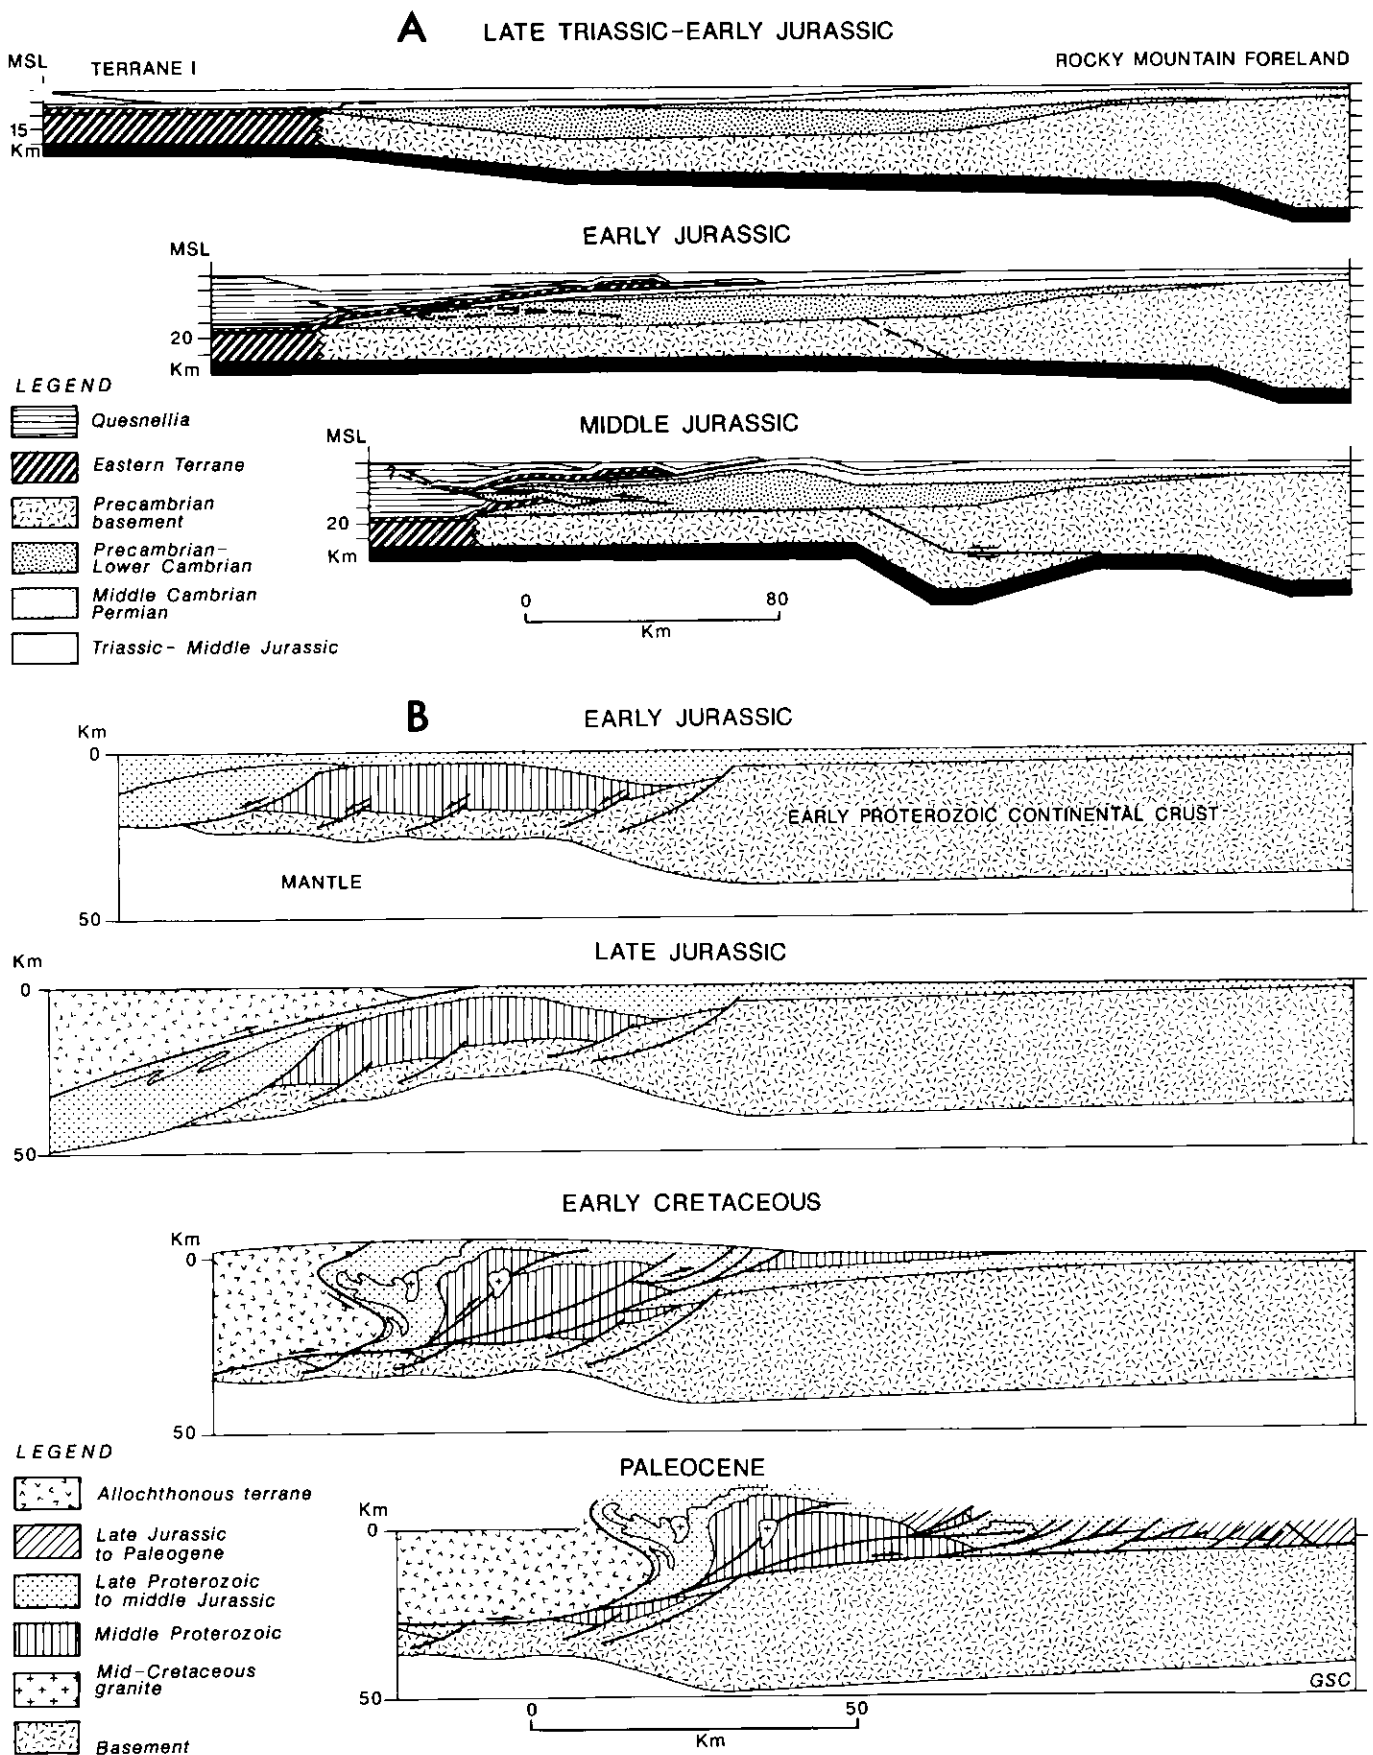 A LATE TRIASSIC-EARLY JURASSIC
MSL
TERRANE I
ROCKY MOUNTAIN FORELAND
15
Km
EARLY JURASSIC
MSL
20
Km
LEGEND
Quesnellia
Eastern Terrane
Precambrian
basement
Precambrian-
Lower Cambrian
Middle Cambrian
Permian
Triassic- Middle Jurassic
MIDDLE JURASSIC
MSL
?
20
Km
0 80
Km
B EARLY JURASSIC
Km
0
EARLY PROTEROZOIC CONTINENTAL CRUST
MANTLE
50
LATE JURASSIC
Km
0
50
EARLY CRETACEOUS
Km
0
50
LEGEND
Allochthonous terrane
Late Jurassic
to Paleogene
Late Proterozoic
to middle Jurassic
Middle Proterozoic
Mid-Cretaceous
granite
Basement
PALEOCENE
Km
0
50
GSC
0 50
Km